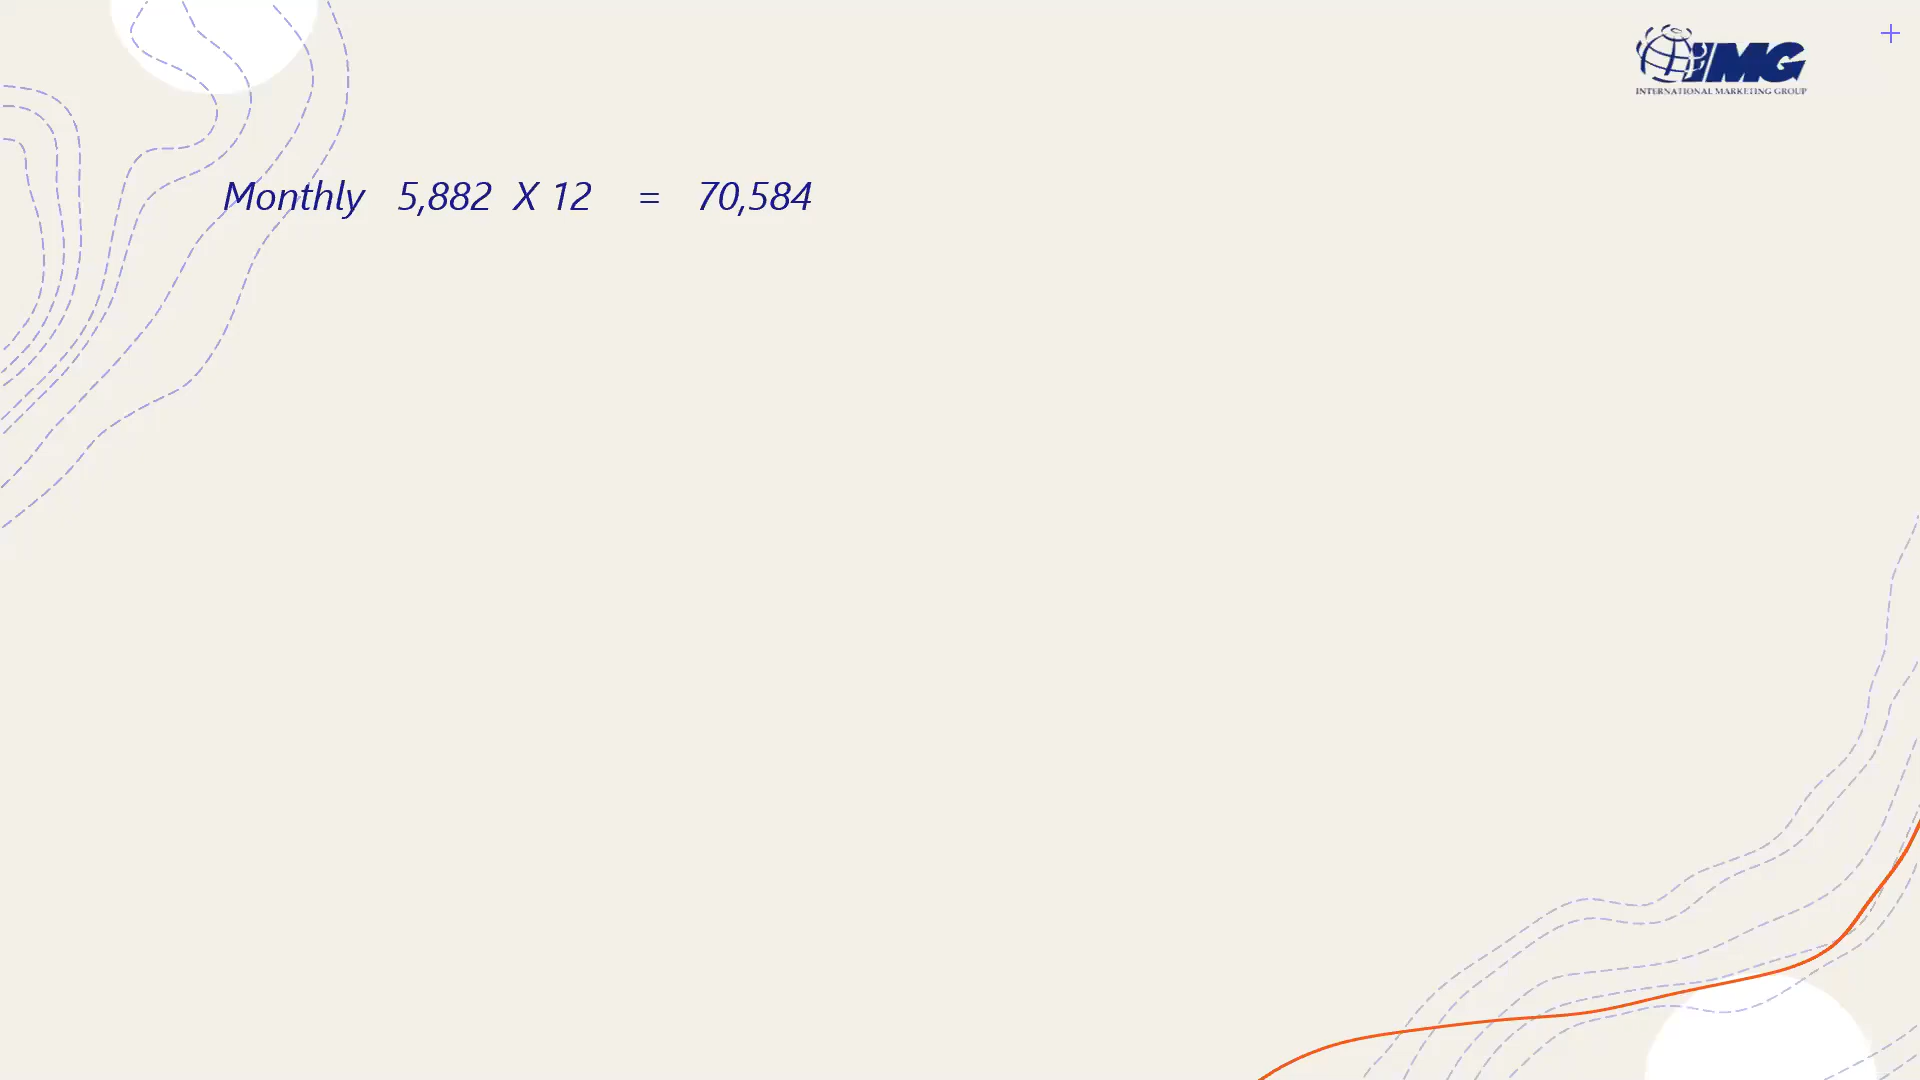 IMG
INTERNATIONAL MARKETING GROUP
Monthly 5,882 X 12 = 70,584